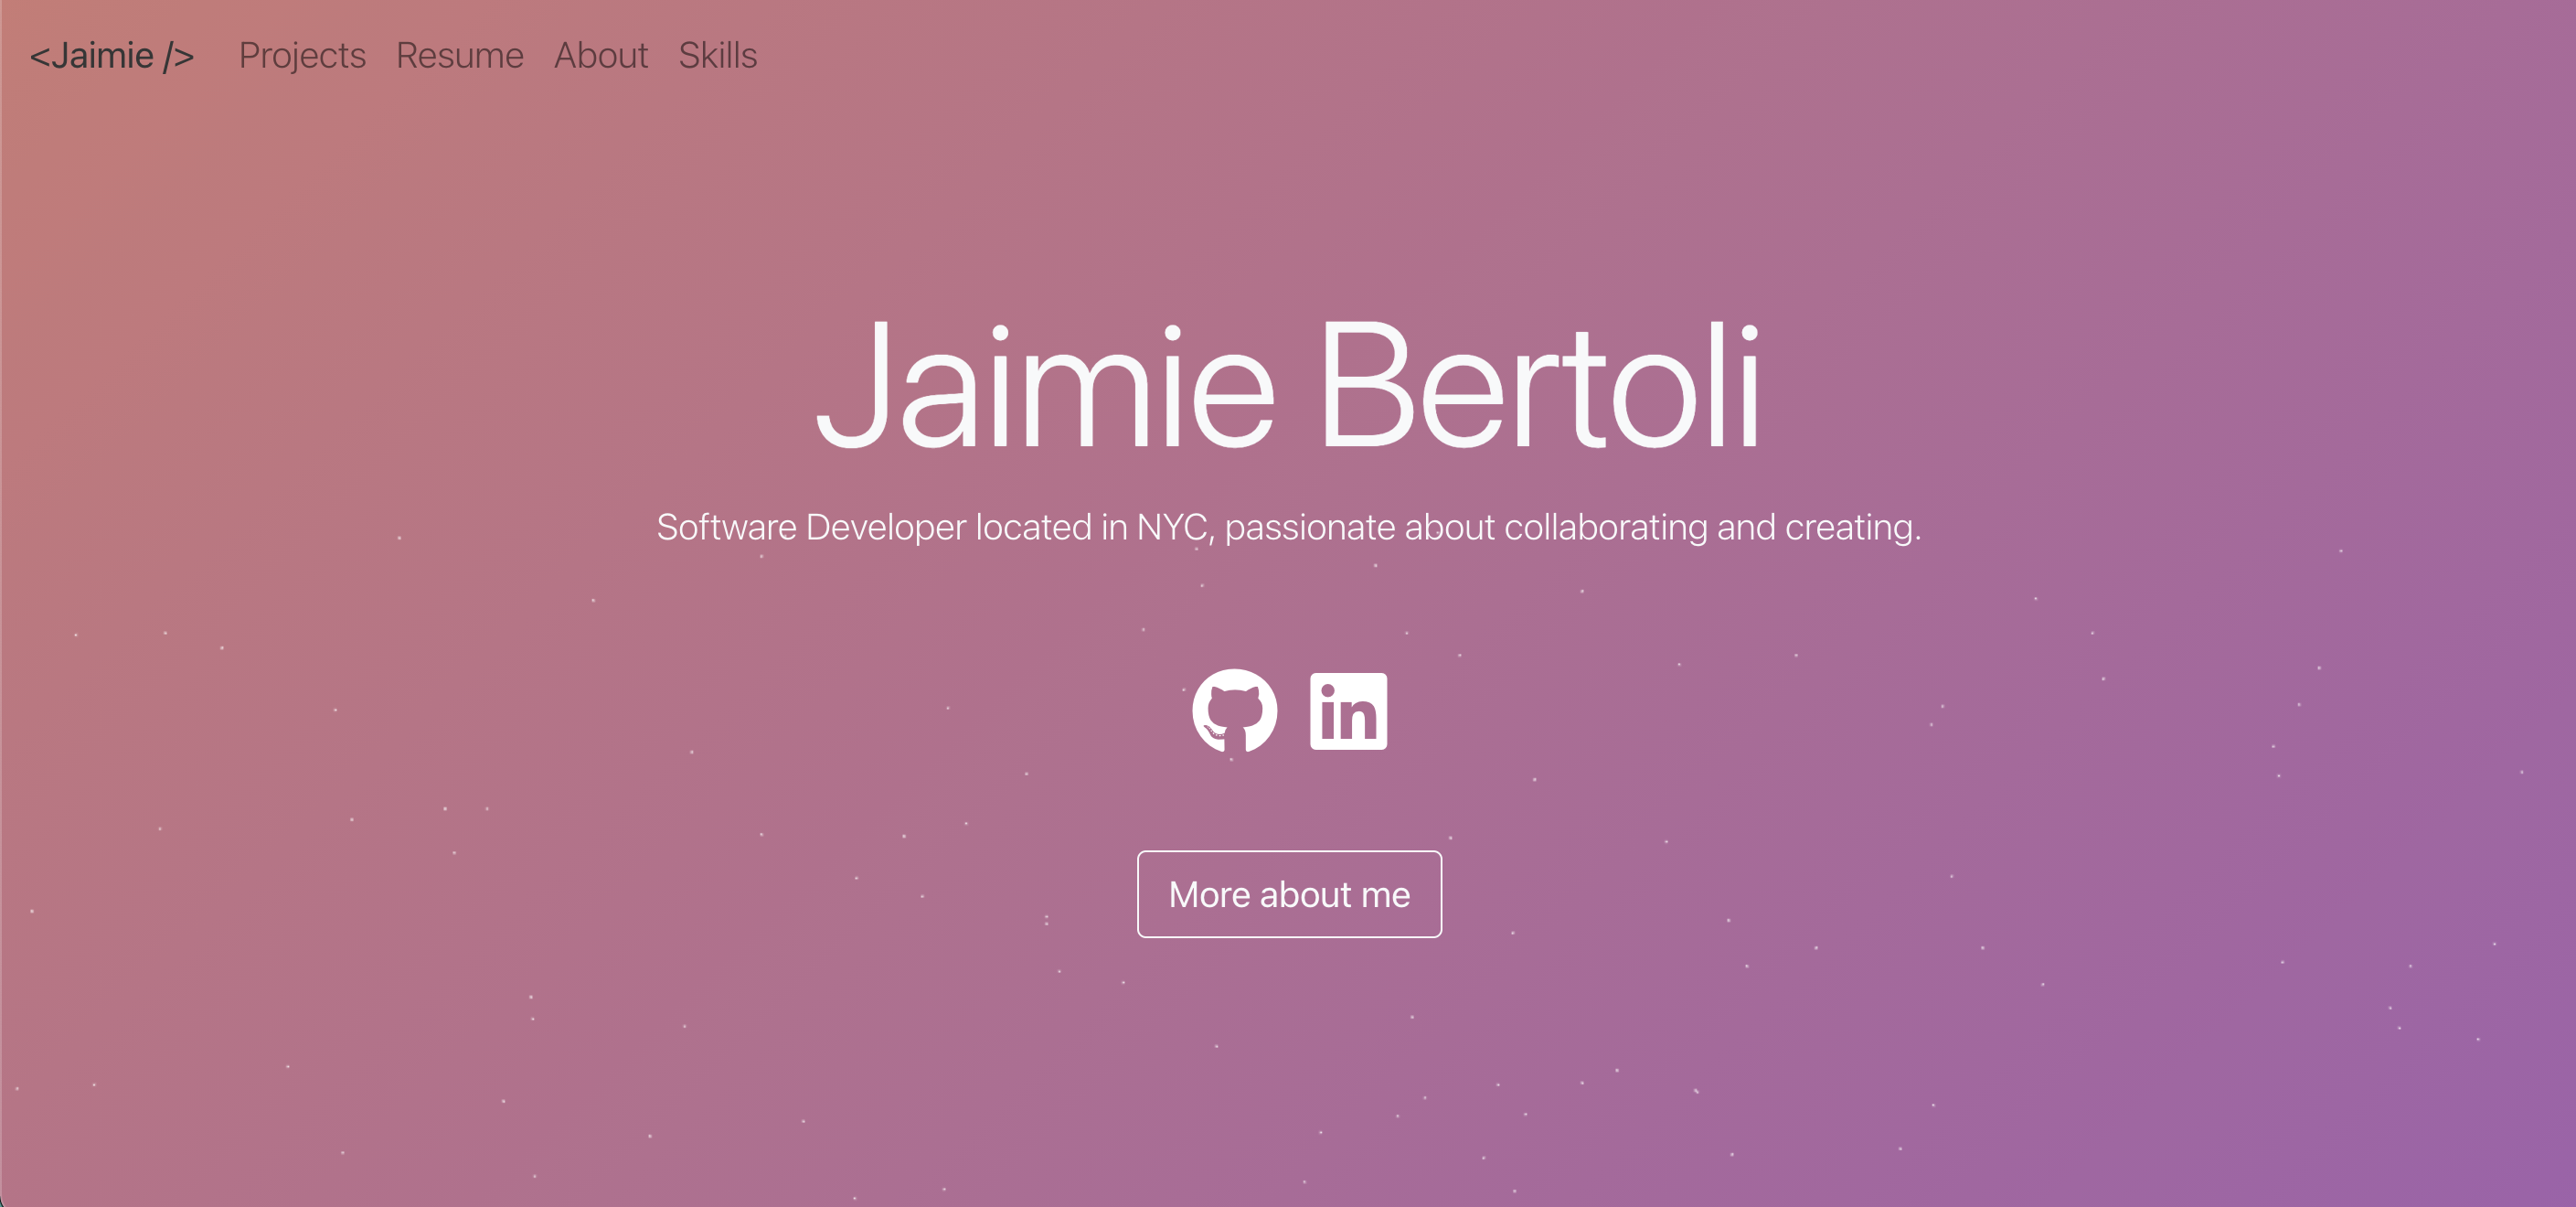 <Jaimie /> Projects Resume About Skills
Jaimie Bertoli
Software Developer located in NYC, passionate about collaborating and creating.
in
More about me